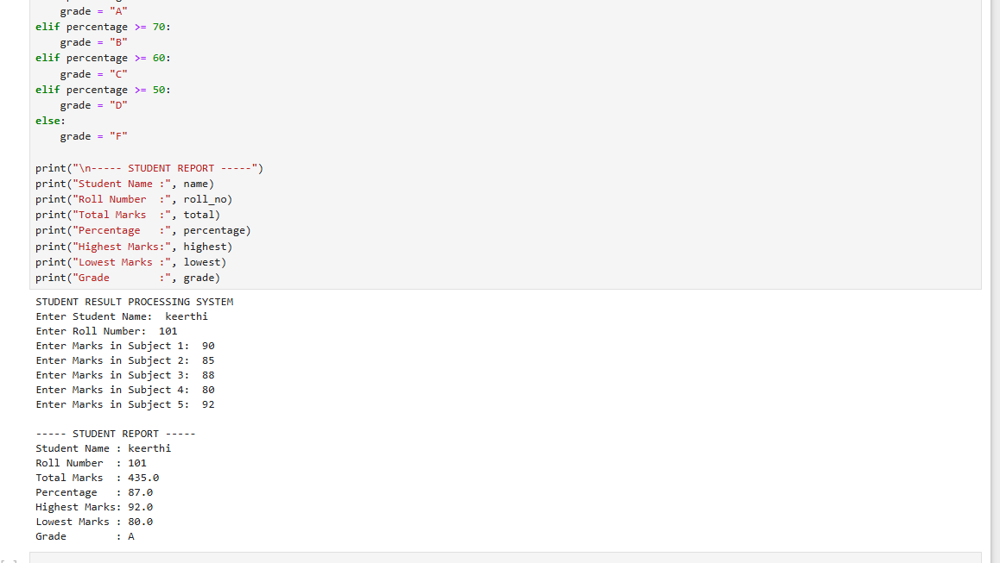 grade = "A"
elif percentage >= 70:
    grade = "B"
elif percentage >= 60:
    grade = "C"
elif percentage >= 50:
    grade = "D"
else:
    grade = "F"

print("\n----- STUDENT REPORT -----")
print("Student Name :", name)
print("Roll Number  :", roll_no)
print("Total Marks  :", total)
print("Percentage   :", percentage)
print("Highest Marks:", highest)
print("Lowest Marks :", lowest)
print("Grade        :", grade)
STUDENT RESULT PROCESSING SYSTEM
Enter Student Name:  keerthi
Enter Roll Number:  101
Enter Marks in Subject 1:  90
Enter Marks in Subject 2:  85
Enter Marks in Subject 3:  88
Enter Marks in Subject 4:  80
Enter Marks in Subject 5:  92

----- STUDENT REPORT -----
Student Name : keerthi
Roll Number  : 101
Total Marks  : 435.0
Percentage   : 87.0
Highest Marks: 92.0
Lowest Marks : 80.0
Grade        : A